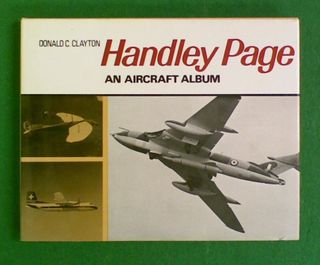 DONALD C. CLAYTON Handley Page
AN AIRCRAFT ALBUM